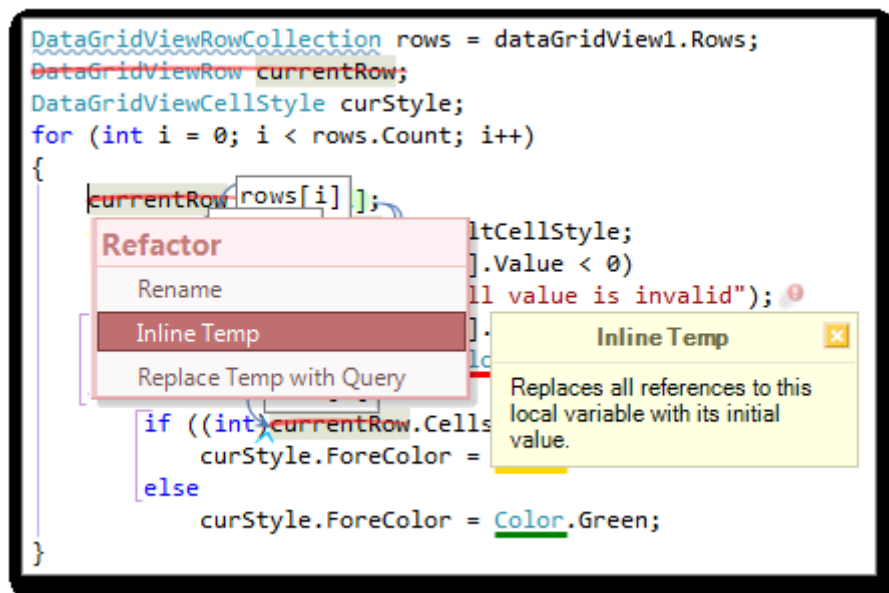 DataGridViewRowCollection rows = dataGridView1.Rows;
DataGridViewRow currentRow;
DataGridViewCellStyle curStyle;
for (int i = 0; i < rows.Count; i++)
{
currentRow rows[i] ];
Refactor
ltCellStyle;
Rename
].Value < 0)
ll value is invalid");
Inline Temp
].
Inline Temp
Replace Temp with Query
Replaces all references to this
local variable with its initial
value.
if ((int)currentRow.Cells
curStyle.ForeColor =
else
curStyle.ForeColor = Color.Green;
}